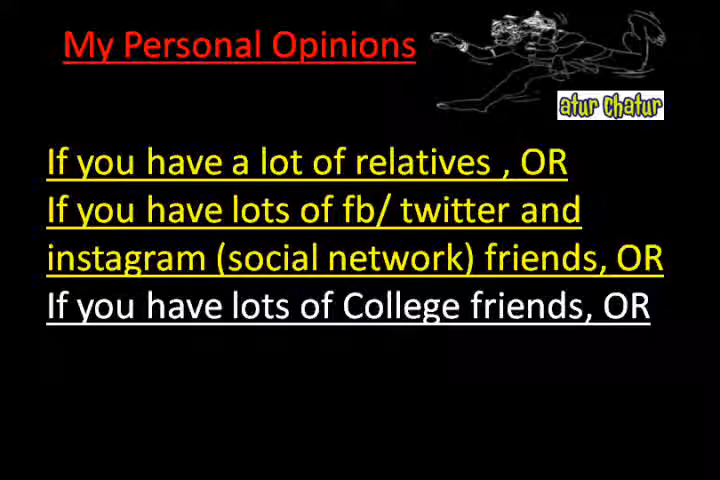 My Personal Opinions
atur chatur
If you have a lot of relatives , OR
If you have lots of fb/ twitter and
instagram (social network) friends, OR
If you have lots of College friends, OR